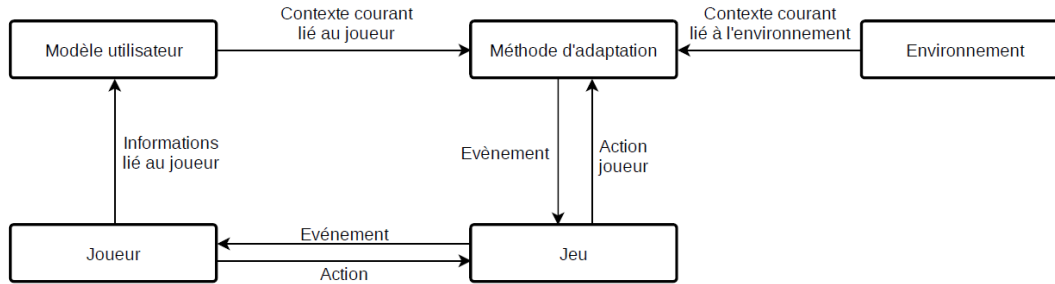 Contexte courant
lié au joueur
Contexte courant
lié à l'environnement
Modèle utilisateur
Méthode d'adaptation
Environnement
Informations
lié au joueur
Evènement
Action
joueur
Joueur
Evénement
Action
Jeu